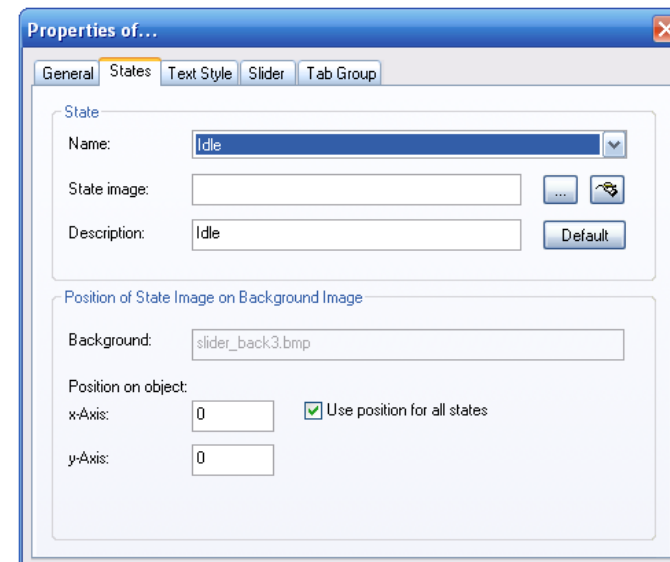 Properties of...
General States Text Style Slider Tab Group
State
Name: Idle
State image: ...
Description: Idle Default
Position of State Image on Background Image
Background: slider_back3.bmp
Position on object:
x-Axis: 0 Use position for all states
y-Axis: 0